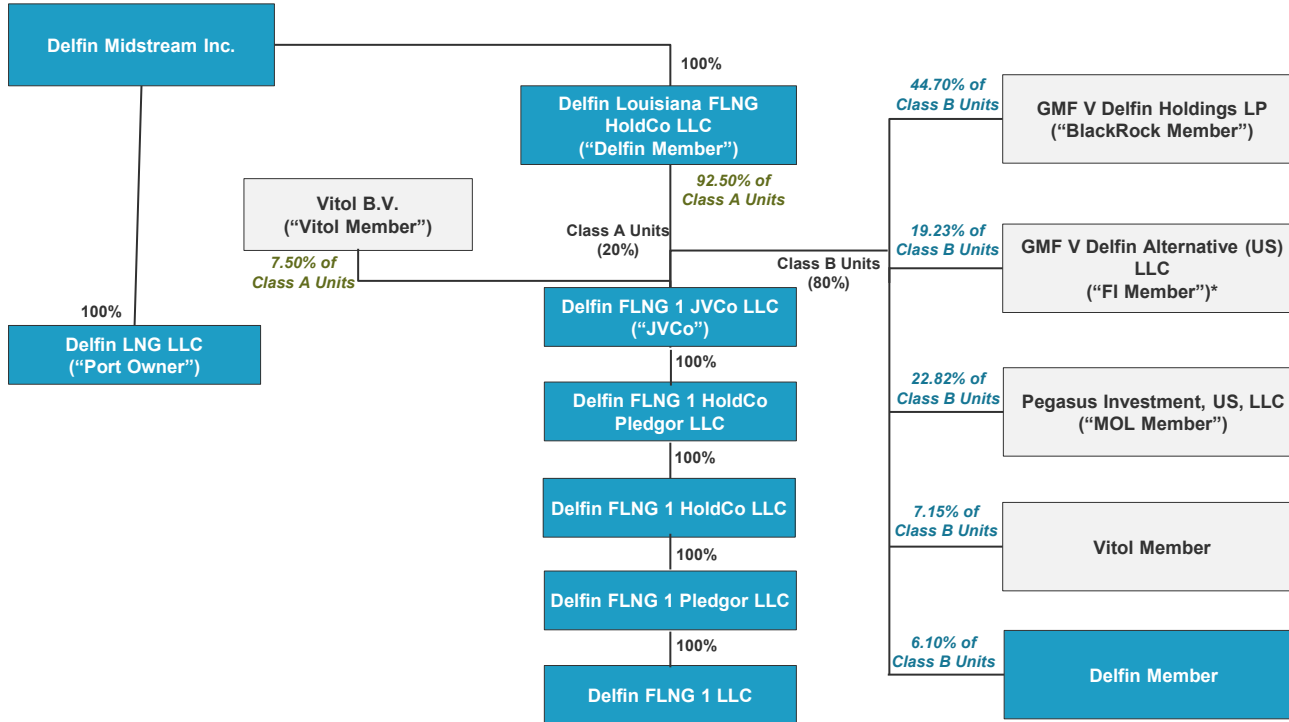 Delfin Midstream Inc.
100%
Delfin Louisiana FLNG
HoldCo LLC
(“Delfin Member”)
92.50% of
Class A Units
Vitol B.V.
(“Vitol Member”)
7.50% of
Class A Units
Class A Units
(20%)
Class B Units
(80%)
100%
Delfin LNG LLC
(“Port Owner”)
Delfin FLNG 1 JVCo LLC
(“JVCo”)
100%
Delfin FLNG 1 HoldCo
Pledgor LLC
100%
Delfin FLNG 1 HoldCo LLC
100%
Delfin FLNG 1 Pledgor LLC
100%
Delfin FLNG 1 LLC
44.70% of
Class B Units
GMF V Delfin Holdings LP
(“BlackRock Member”)
19.23% of
Class B Units
GMF V Delfin Alternative (US)
LLC
(“FI Member”)*
22.82% of
Class B Units
Pegasus Investment, US, LLC
(“MOL Member”)
7.15% of
Class B Units
Vitol Member
6.10% of
Class B Units
Delfin Member